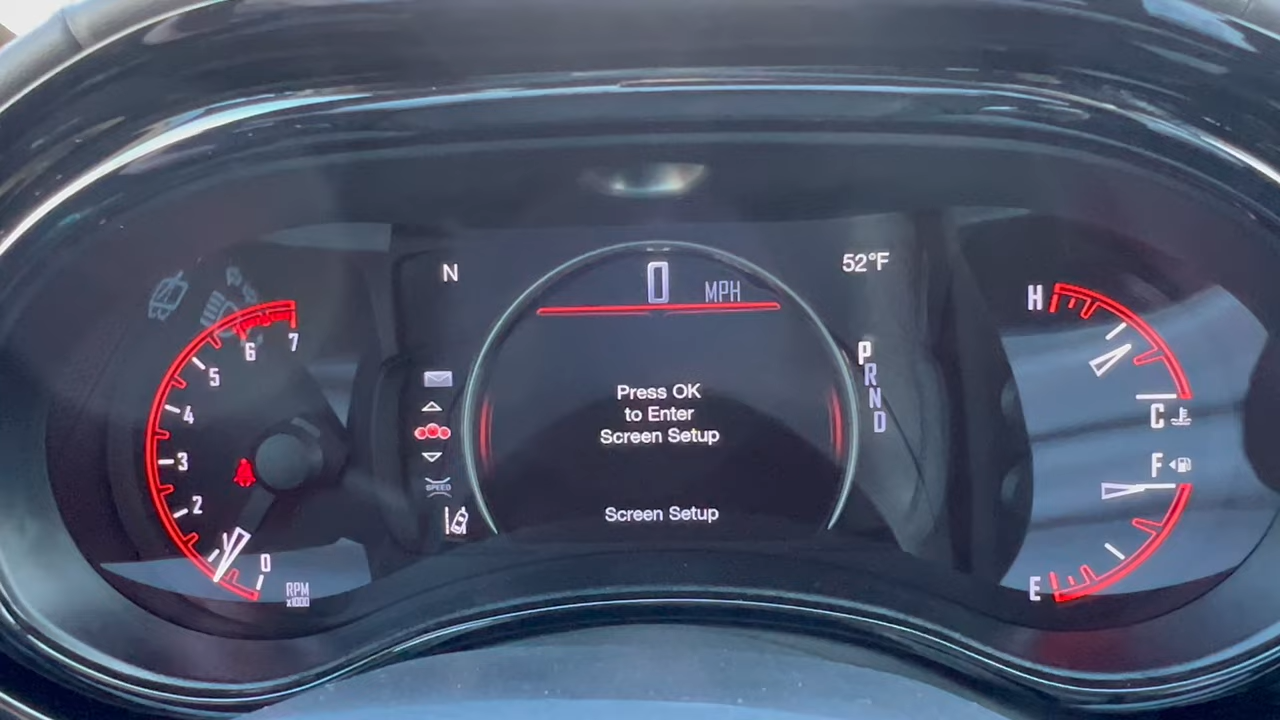 N
0 MPH
52°F
P
R
N
D
Press OK
to Enter
Screen Setup
Screen Setup
SPEED
7
6
5
4
3
2
0
RPM
X1000
H
C
F
E